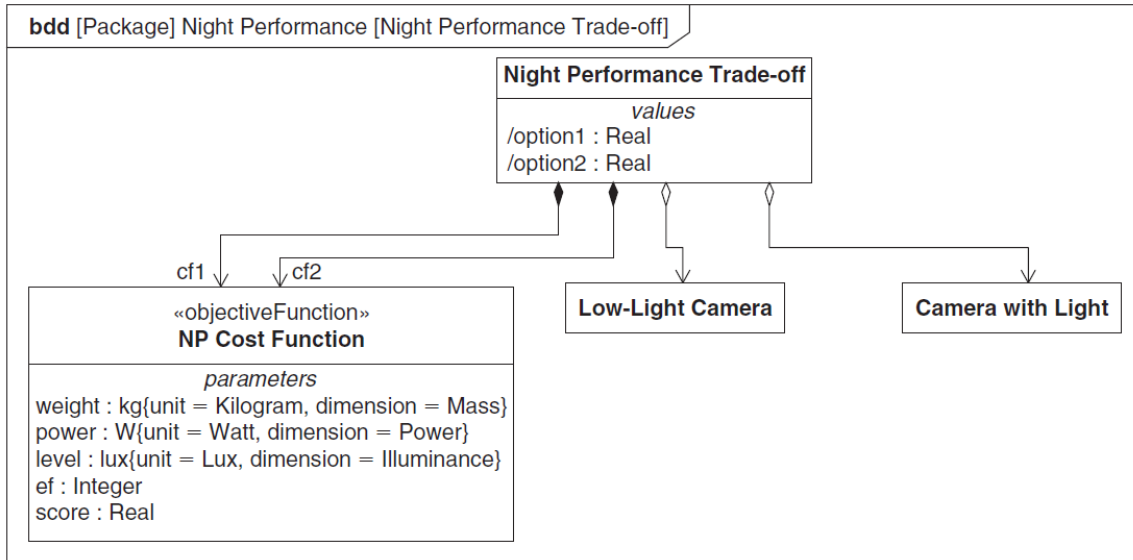 bdd [Package] Night Performance [Night Performance Trade-off]
Night Performance Trade-off
values
/option1 : Real
/option2 : Real
cf1
cf2
«objectiveFunction»
NP Cost Function
parameters
weight : kg{unit = Kilogram, dimension = Mass}
power : W{unit = Watt, dimension = Power}
level : lux{unit = Lux, dimension = Illuminance}
ef : Integer
score : Real
Low-Light Camera
Camera with Light